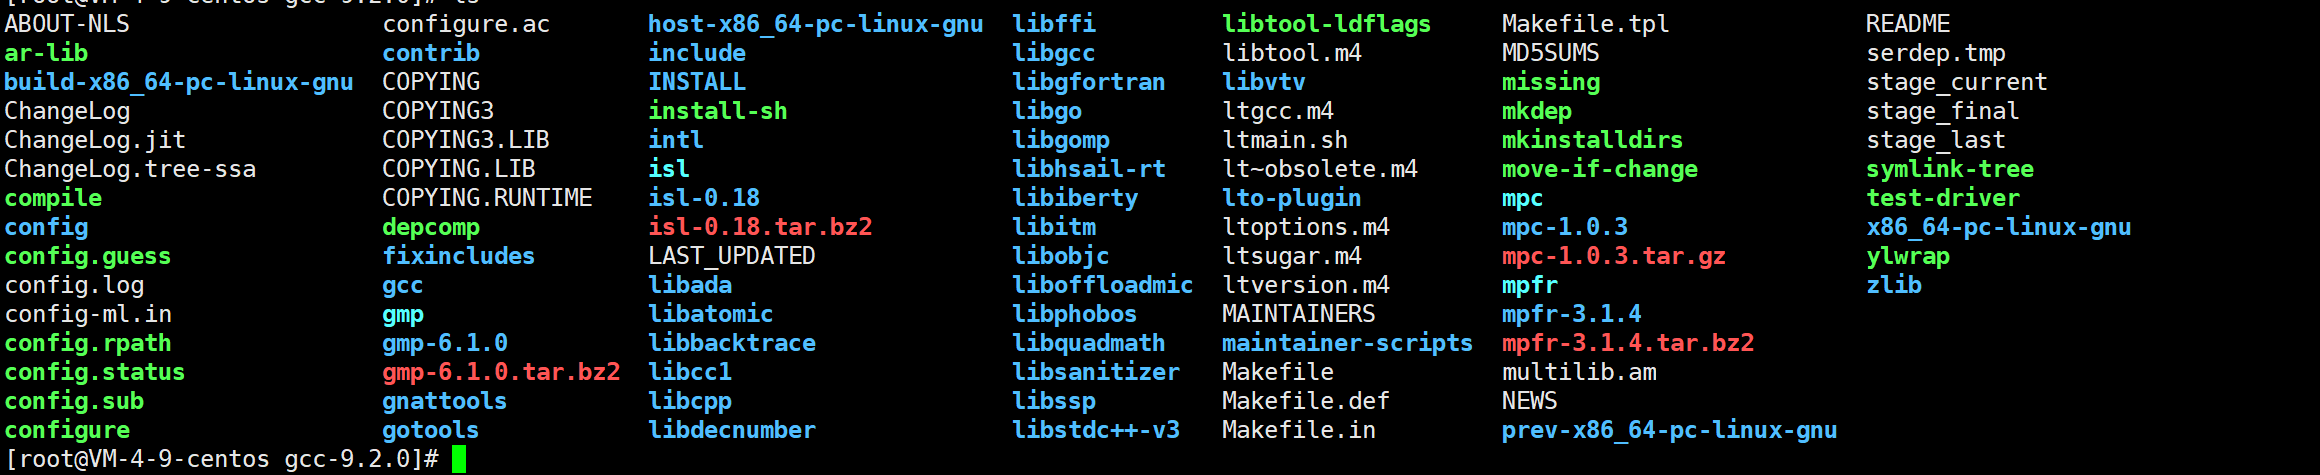 [root@VM-4-9-centos gcc-9.2.0]# ls
ABOUT-NLS configure.ac host-x86_64-pc-linux-gnu libffi libtool-ldflags Makefile.tpl README
ar-lib contrib include libgcc libtool.m4 MD5SUMS serdep.tmp
build-x86_64-pc-linux-gnu COPYING INSTALL libgfortran libvtv missing stage_current
ChangeLog COPYING3 install-sh libgo ltgcc.m4 mkdep stage_final
ChangeLog.jit COPYING3.LIB intl libgomp ltmain.sh mkinstalldirs stage_last
ChangeLog.tree-ssa COPYING.LIB isl libhsail-rt lt~obsolete.m4 move-if-change symlink-tree
compile COPYING.RUNTIME isl-0.18 libiberty lto-plugin mpc test-driver
config depcomp isl-0.18.tar.bz2 libitm ltoptions.m4 mpc-1.0.3 x86_64-pc-linux-gnu
config.guess fixincludes LAST_UPDATED libobjc ltsugar.m4 mpc-1.0.3.tar.gz ylwrap
config.log gcc libada liboffloadmic ltversion.m4 mpfr zlib
config-ml.in gmp libatomic libphobos MAINTAINERS mpfr-3.1.4
config.rpath gmp-6.1.0 libbacktrace libquadmath maintainer-scripts mpfr-3.1.4.tar.bz2
config.status gmp-6.1.0.tar.bz2 libcc1 libsanitizer Makefile multilib.am
config.sub gnattools libcpp libssp Makefile.def NEWS
configure gotools libdecnumber libstdc++-v3 Makefile.in prev-x86_64-pc-linux-gnu
[root@VM-4-9-centos gcc-9.2.0]#